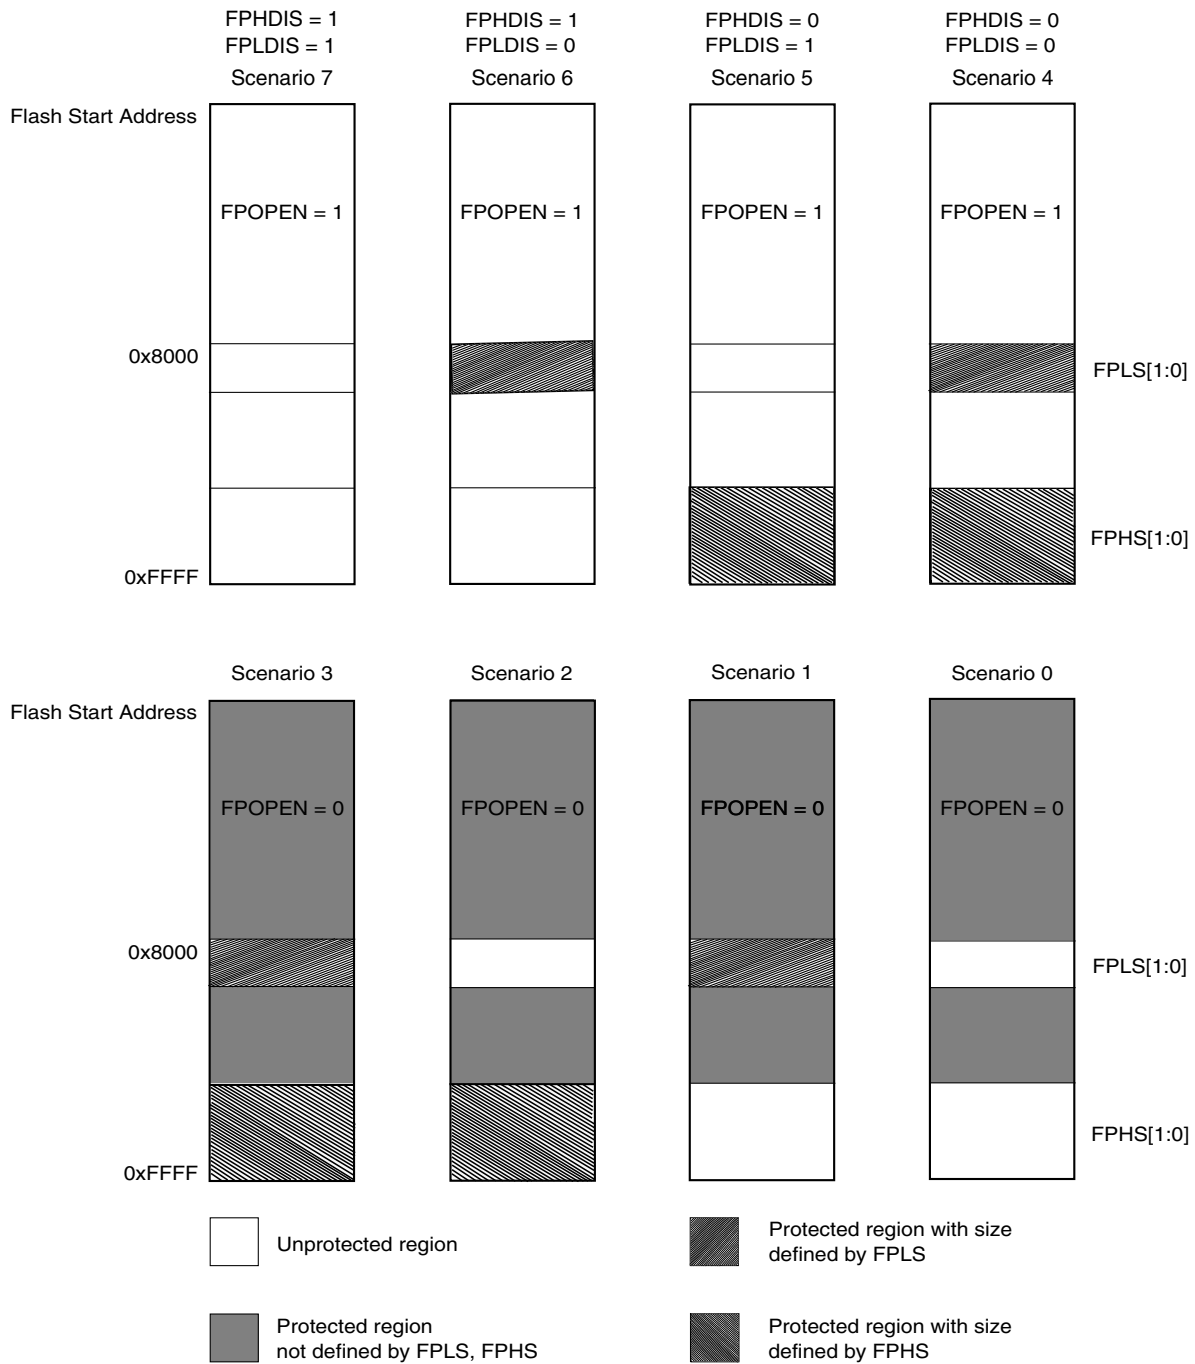 FPHDIS = 1
FPLDIS = 1
Scenario 7
FPHDIS = 1
FPLDIS = 0
Scenario 6
FPHDIS = 0
FPLDIS = 1
Scenario 5
FPHDIS = 0
FPLDIS = 0
Scenario 4
Flash Start Address
FPOPEN = 1
FPOPEN = 1
FPOPEN = 1
FPOPEN = 1
0x8000
FPLS[1:0]
FPHS[1:0]
0xFFFF
Scenario 3
Scenario 2
Scenario 1
Scenario 0
Flash Start Address
FPOPEN = 0
FPOPEN = 0
FPOPEN = 0
FPOPEN = 0
0x8000
FPLS[1:0]
FPHS[1:0]
0xFFFF
Unprotected region
Protected region with size
defined by FPLS
Protected region
not defined by FPLS, FPHS
Protected region with size
defined by FPHS